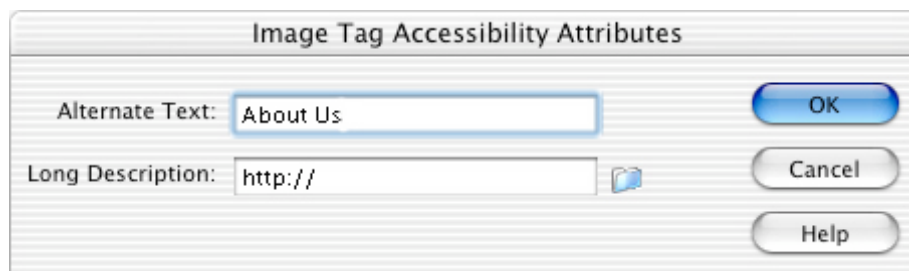 Image Tag Accessibility Attributes
Alternate Text: About Us OK
Long Description: http:// Cancel
Help